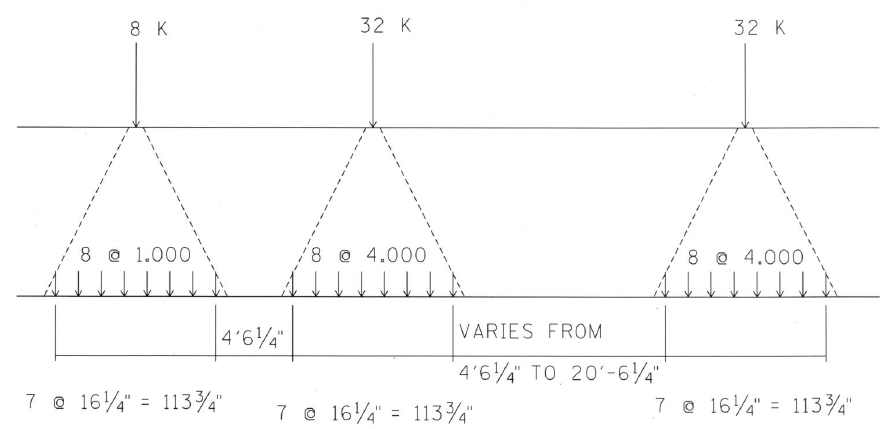 8 K
32 K
32 K
8 @ 1.000
8 @ 4.000
8 @ 4.000
4'6¼"
VARIES FROM
4'6¼" TO 20'-6¼"
7 @ 16¼" = 113¾"
7 @ 16¼" = 113¾"
7 @ 16¼" = 113¾"